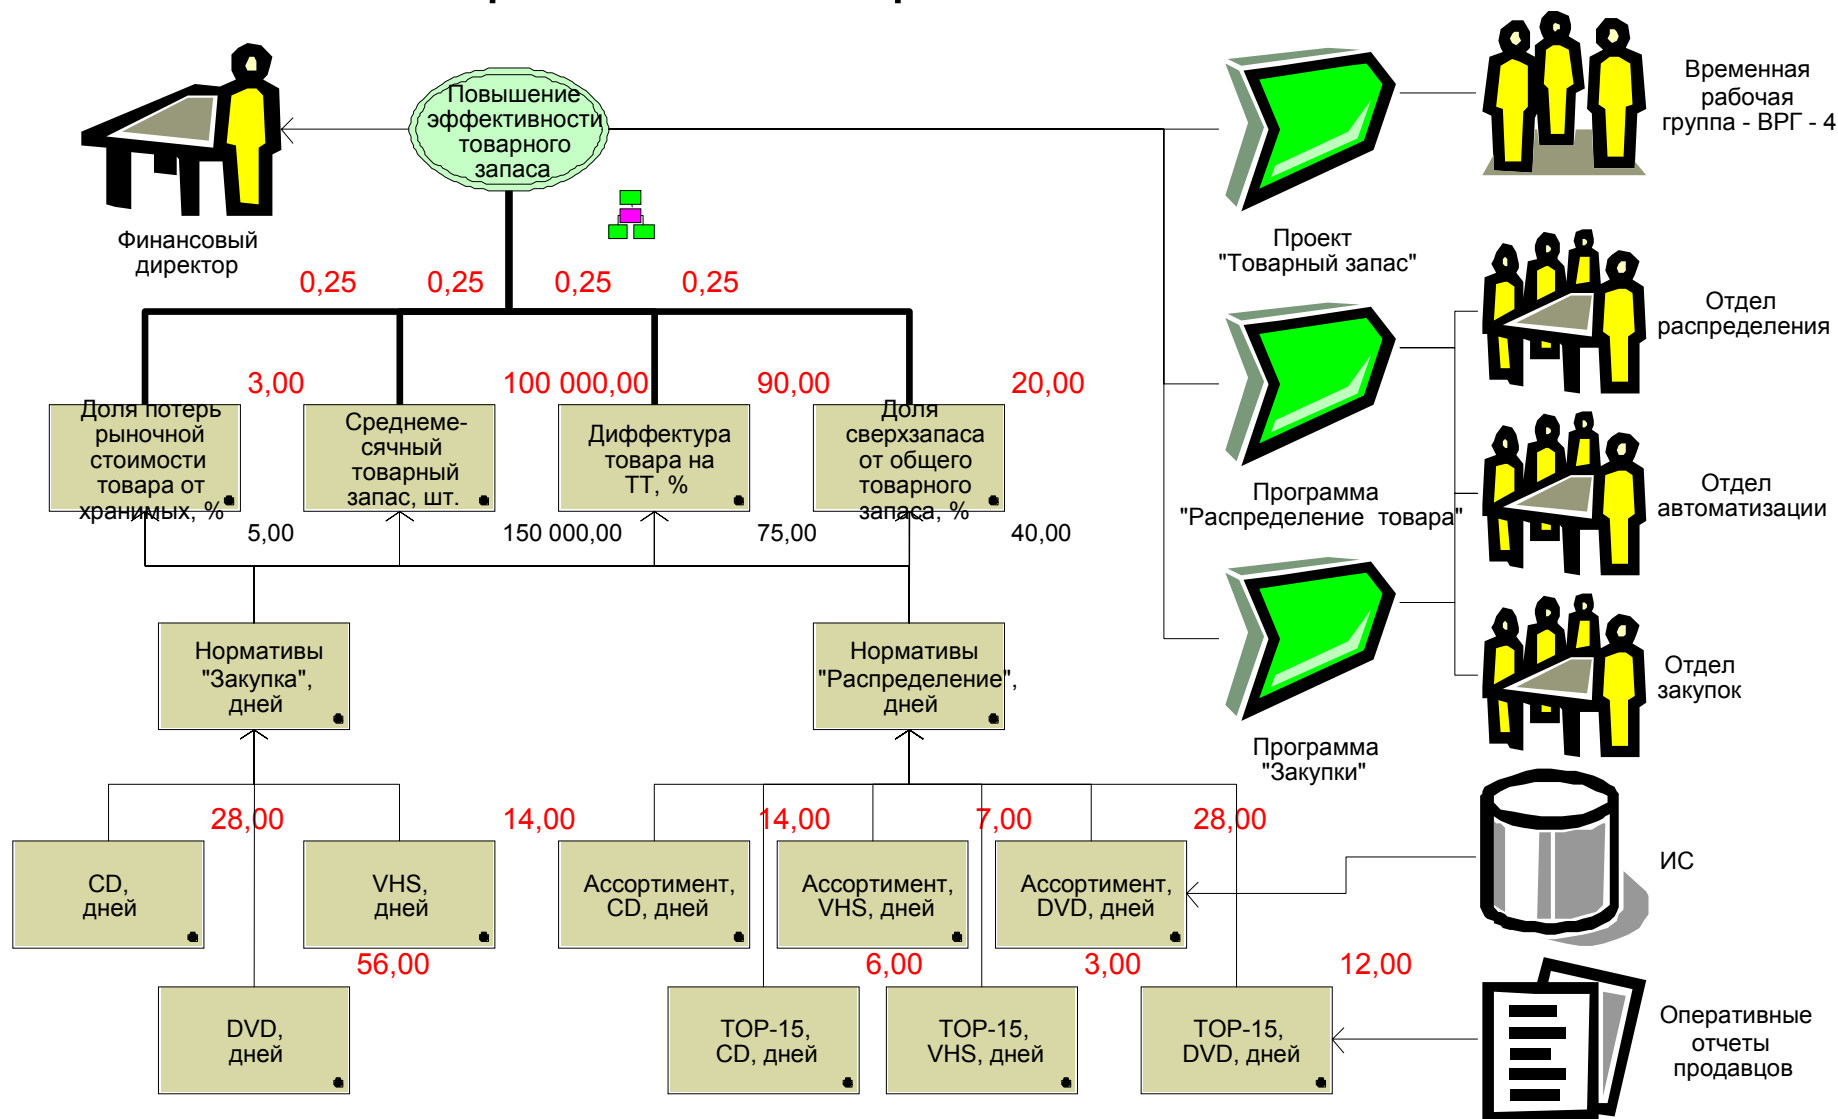 Повышение
эффективности
товарного
запаса
Финансовый
директор
Временная
рабочая
группа - ВРГ - 4
Проект
"Товарный запас"
0,25
0,25
0,25
0,25
Отдел
распределения
3,00
100 000,00
90,00
20,00
Доля потерь
рыночной
стоимости
товара от
хранимых, %
Среднеме-
сячный
товарный
запас, шт.
Диффектура
товара на
ТТ, %
Доля
сверхзапаса
от общего
товарного
запаса, %
5,00
150 000,00
75,00
40,00
Программа
"Распределение товара"
Отдел
автоматизации
Нормативы
"Закупка",
дней
Нормативы
"Распределение",
дней
Программа
"Закупки"
Отдел
закупок
28,00
14,00
14,00
7,00
28,00
CD,
дней
VHS,
дней
Ассортимент,
CD, дней
Ассортимент,
VHS, дней
Ассортимент,
DVD, дней
ИС
56,00
6,00
3,00
12,00
DVD,
дней
TOP-15,
CD, дней
TOP-15,
VHS, дней
TOP-15,
DVD, дней
Оперативные
отчеты
продавцов